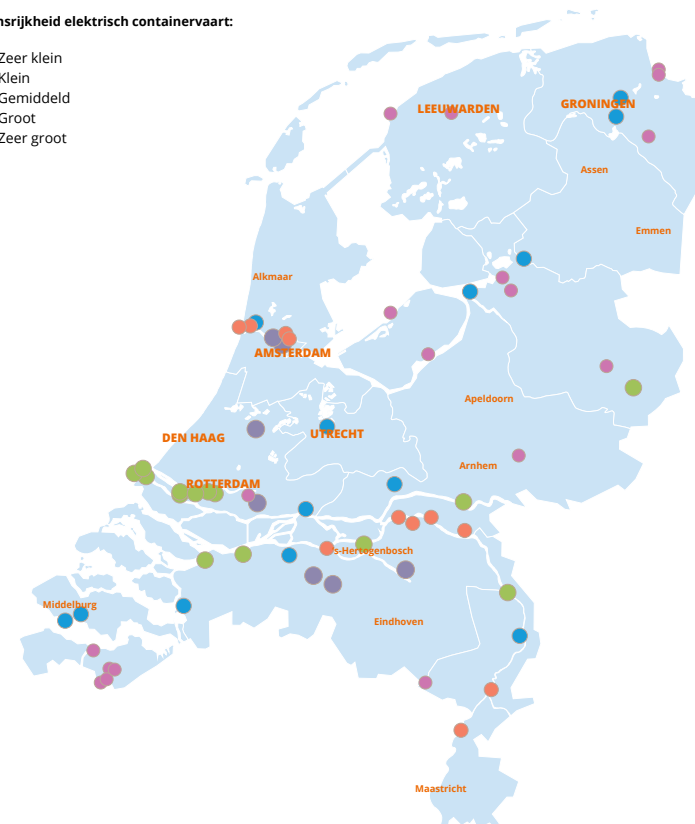 nsrijkheid elektrisch containervaart:
Zeer klein
Klein
Gemiddeld
Groot
Zeer groot
LEEUWARDEN
GRONINGEN
Assen
Emmen
Alkmaar
AMSTERDAM
Apeldoorn
DEN HAAG
UTRECHT
Arnhem
ROTTERDAM
s-Hertogenbosch
Middelburg
Eindhoven
Maastricht